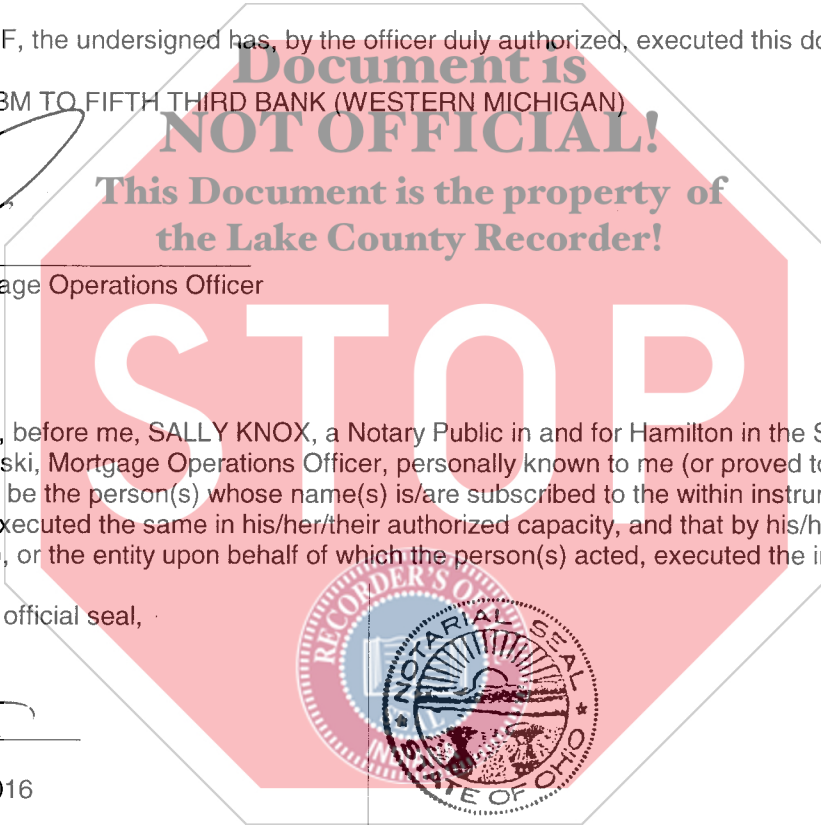 F, the undersigned has, by the officer duly authorized, executed this do
Document is
BM TO FIFTH THIRD BANK (WESTERN MICHIGAN)
NOT OFFICIAL!
This Document is the property of
the Lake County Recorder!
age Operations Officer
STOP
, before me, SALLY KNOX, a Notary Public in and for Hamilton in the S
ski, Mortgage Operations Officer, personally known to me (or proved to
be the person(s) whose name(s) is/are subscribed to the within instru
xecuted the same in his/her/their authorized capacity, and that by his/h
, or the entity upon behalf of which the person(s) acted, executed the i
RECORDER'S O
official seal,
NOTARIAL SEAL
SEAL
STATE OF OHIO
016